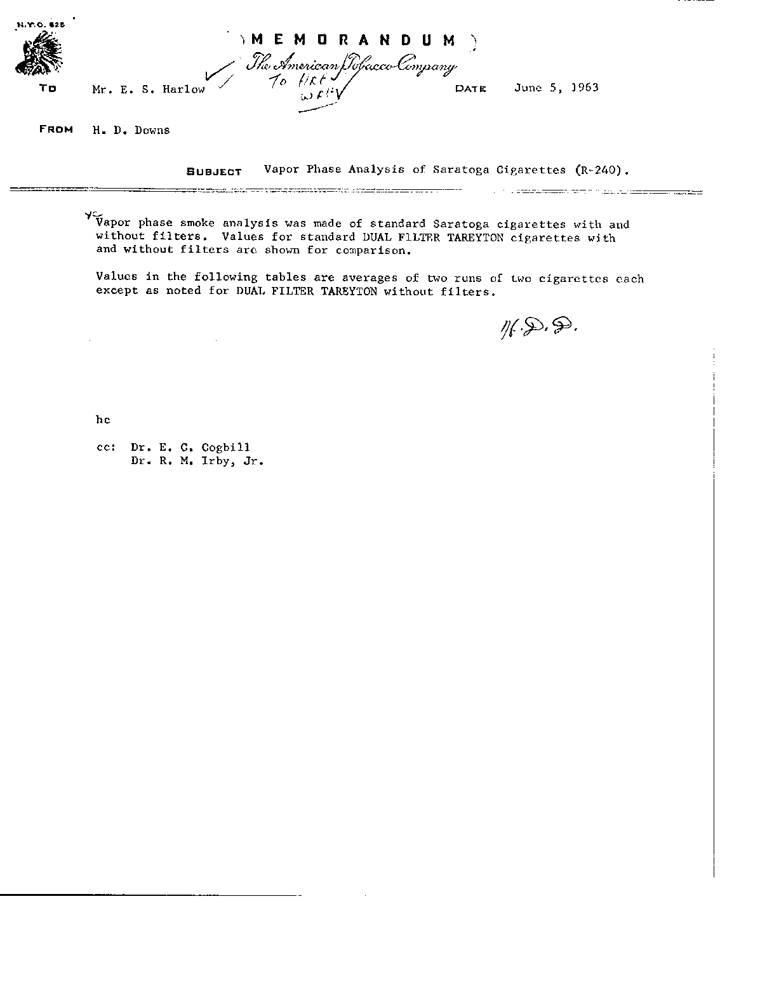 N.Y.O. 625
MEMORANDUM
The American Tobacco Company
TO Mr. E. S. Harlow
To HRH
DATE June 5, 1963
FROM H. D. Downs
SUBJECT Vapor Phase Analysis of Saratoga Cigarettes (R-240).
Vapor phase smoke analysis was made of standard Saratoga cigarettes with and
without filters. Values for standard DUAL FILTER TAREYTON cigarettes with
and without filters are shown for comparison.
Values in the following tables are averages of two runs of two cigarettes each
except as noted for DUAL FILTER TAREYTON without filters.
H.D.D.
hc
cc: Dr. E. C. Cogbill
Dr. R. M. Irby, Jr.